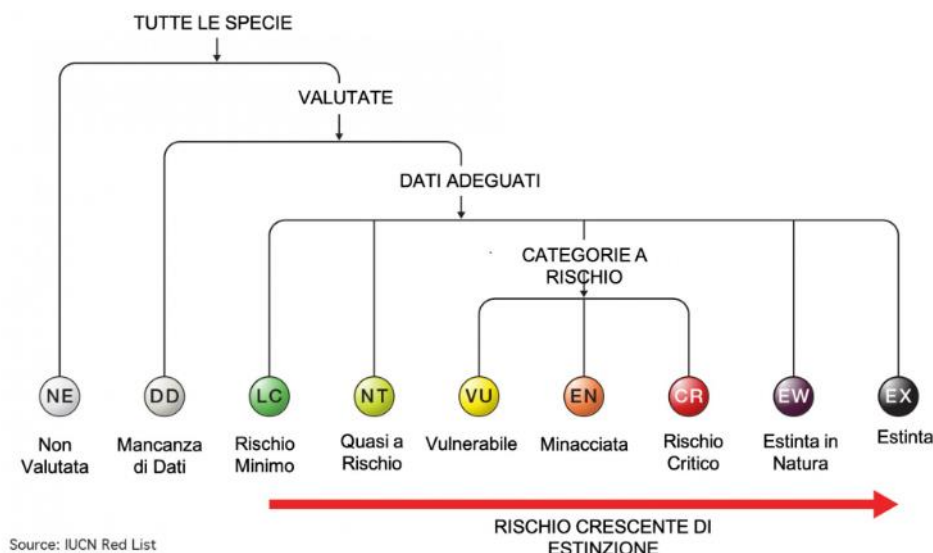 TUTTE LE SPECIE
VALUTATE
DATI ADEGUATI
CATEGORIE A
RISCHIO
NE
DD
LC
NT
VU
EN
CR
EW
EX
Non
Valutata
Mancanza
di Dati
Rischio
Minimo
Quasi a
Rischio
Vulnerabile
Minacciata
Rischio
Critico
Estinta in
Natura
Estinta
RISCHIO CRESCENTE DI
ESTINZIONE
Source: IUCN Red List